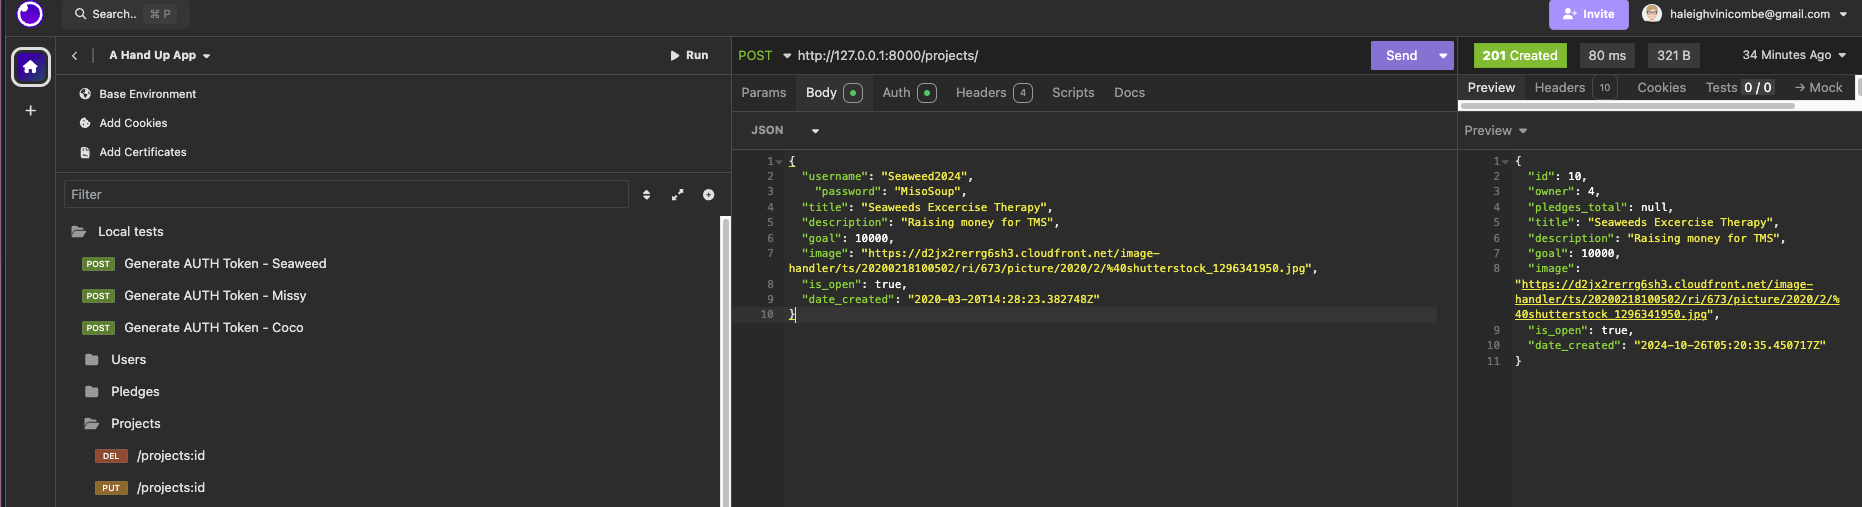 Search.. ⌘ P
Invite
haleighvinicombe@gmail.com
A Hand Up App
Run
Base Environment
Add Cookies
Add Certificates
Filter
Local tests
POST Generate AUTH Token - Seaweed
POST Generate AUTH Token - Missy
POST Generate AUTH Token - Coco
Users
Pledges
Projects
DEL /projects:id
PUT /projects:id
POST http://127.0.0.1:8000/projects/
Send
Params Body Auth Headers 4 Scripts Docs
JSON
1 {
2 "username": "Seaweed2024",
3 "password": "MisoSoup",
4 "title": "Seaweeds Excercise Therapy",
5 "description": "Raising money for TMS",
6 "goal": 10000,
7 "image": "https://d2jx2rerrg6sh3.cloudfront.net/image-
handler/ts/20200218100502/ri/673/picture/2020/2/%40shutterstock_1296341950.jpg",
8 "is_open": true,
9 "date_created": "2020-03-20T14:28:23.382748Z"
10 }
201 Created 80 ms 321 B 34 Minutes Ago
Preview Headers 10 Cookies Tests 0 / 0 → Mock
Preview
1 {
2 "id": 10,
3 "owner": 4,
4 "pledges_total": null,
5 "title": "Seaweeds Excercise Therapy",
6 "description": "Raising money for TMS",
7 "goal": 10000,
8 "image":
"https://d2jx2rerrg6sh3.cloudfront.net/image-
handler/ts/20200218100502/ri/673/picture/2020/2/%
40shutterstock_1296341950.jpg",
9 "is_open": true,
10 "date_created": "2024-10-26T05:20:35.450717Z"
11 }